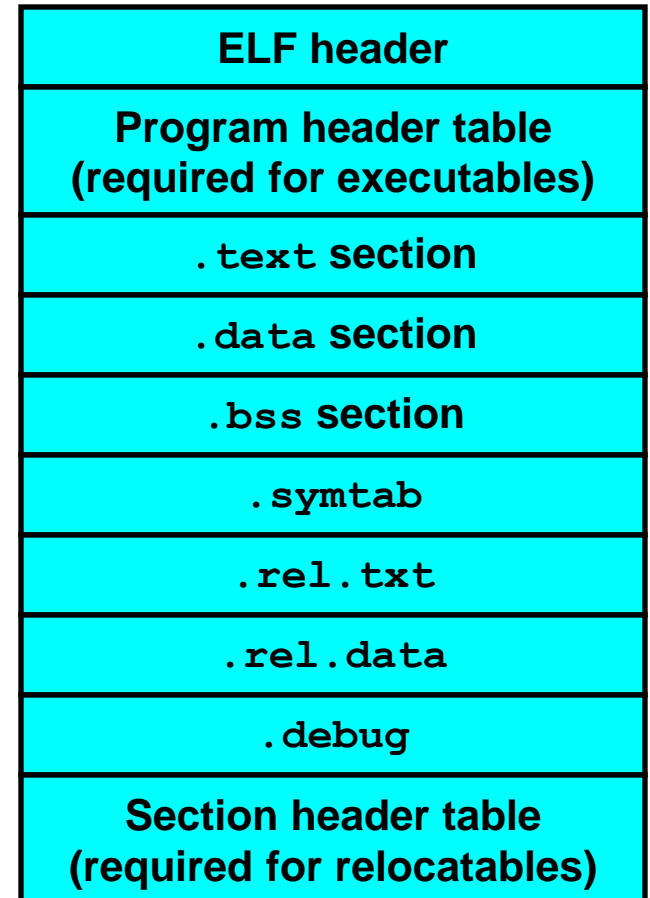 ELF header
Program header table
(required for executables)
.text section
.data section
.bss section
.symtab
.rel.txt
.rel.data
.debug
Section header table
(required for relocatables)